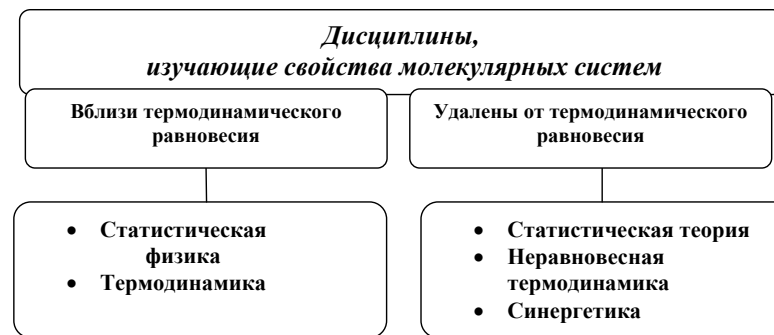 Дисциплины,
изучающие свойства молекулярных систем
Вблизи термодинамического
равновесия
Удалены от термодинамического
равновесия
• Статистическая
физика
• Термодинамика
• Статистическая теория
• Неравновесная
термодинамика
• Синергетика